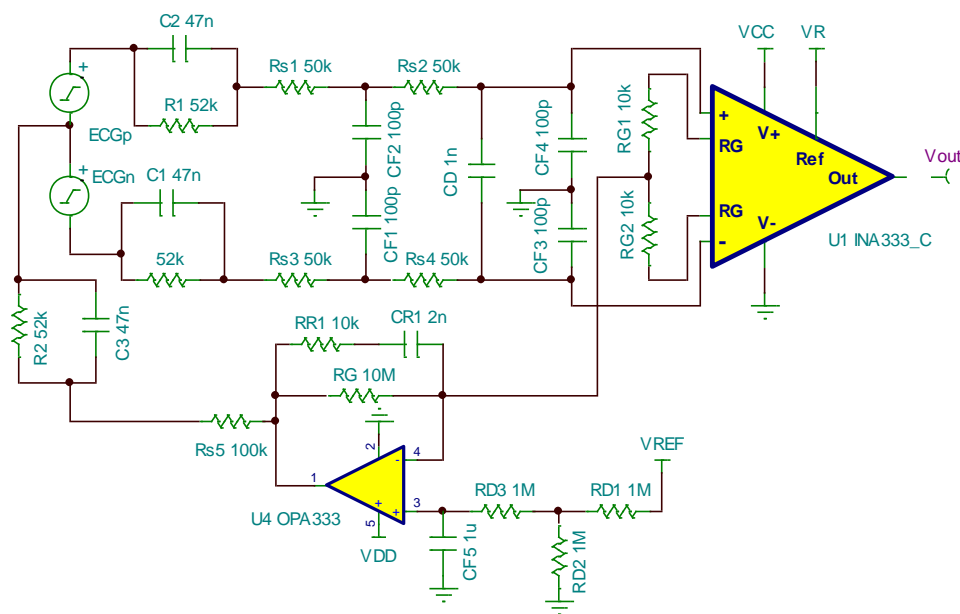 C2 47n
VCC
VR
+
Rs1 50k
Rs2 50k
R1 52k
ECGp
CF2 100p
CF4 100p
RG1 10k
+
V+
RG
Ref
Vout
+
ECGn
C1 47n
CD 1n
Out
RG
V-
-
U1 INA333_C
CF1 100p
CF3 100p
RG2 10k
52k
Rs3 50k
Rs4 50k
R2 52k
C3 47n
RR1 10k
CR1 2n
RG 10M
Rs5 100k
2
4
-
1
3
+
+
5
U4 OPA333
VDD
VREF
RD3 1M
RD1 1M
CF5 1u
RD2 1M